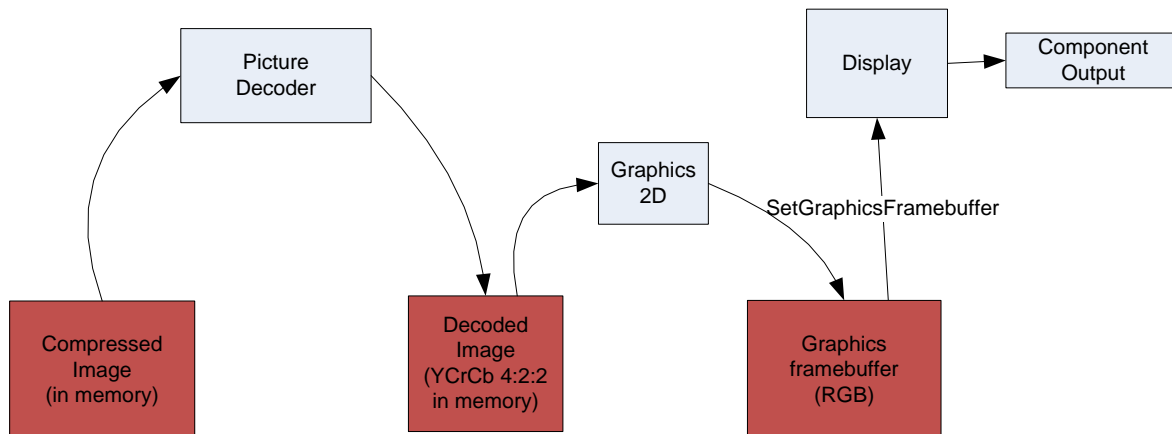 Picture
Decoder
Display
Component
Output
Graphics
2D
SetGraphicsFramebuffer
Compressed
Image
(in memory)
Decoded
Image
(YCrCb 4:2:2
in memory)
Graphics
framebuffer
(RGB)